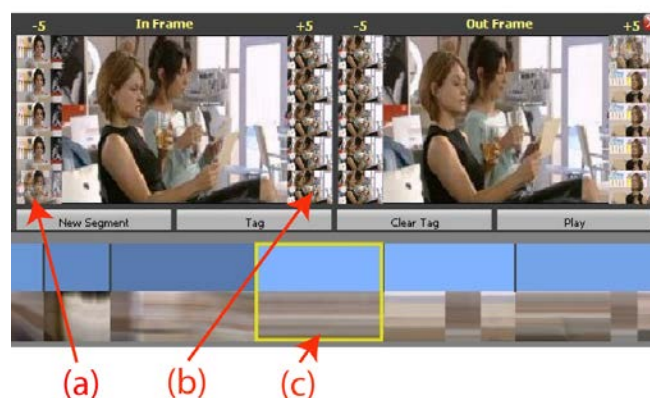 -5 In Frame +5 -5 Out Frame +5
New Segment Tag Clear Tag Play
(a) (b) (c)